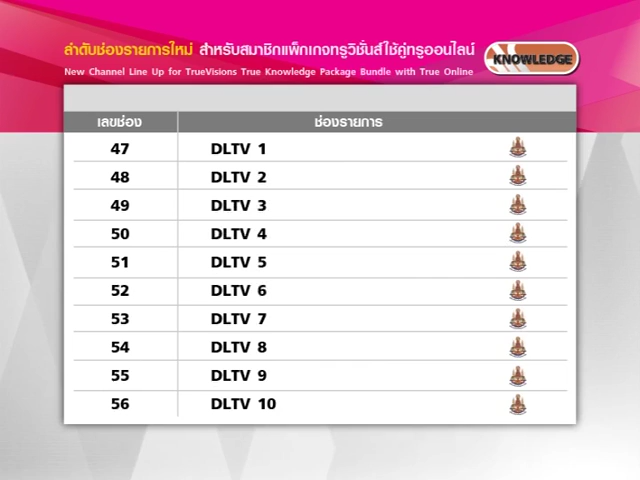 ลำดับช่องรายการใหม่ สำหรับสมาชิกแพ็กเกจทรูวิชั่นส์ใช้คู่ทรูออนไลน์
New Channel Line Up for TrueVisions True Knowledge Package Bundle with True Online
KNOWLEDGE
เลขช่อง ช่องรายการ
47 DLTV 1
48 DLTV 2
49 DLTV 3
50 DLTV 4
51 DLTV 5
52 DLTV 6
53 DLTV 7
54 DLTV 8
55 DLTV 9
56 DLTV 10